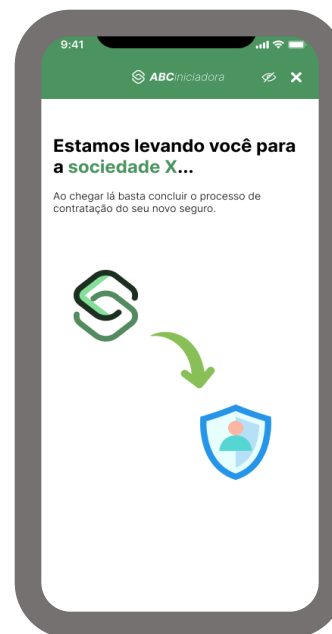 9:41
ABCIniciadora
Estamos levando você para
a sociedade X...
Ao chegar lá basta concluir o processo de
contratação do seu novo seguro.